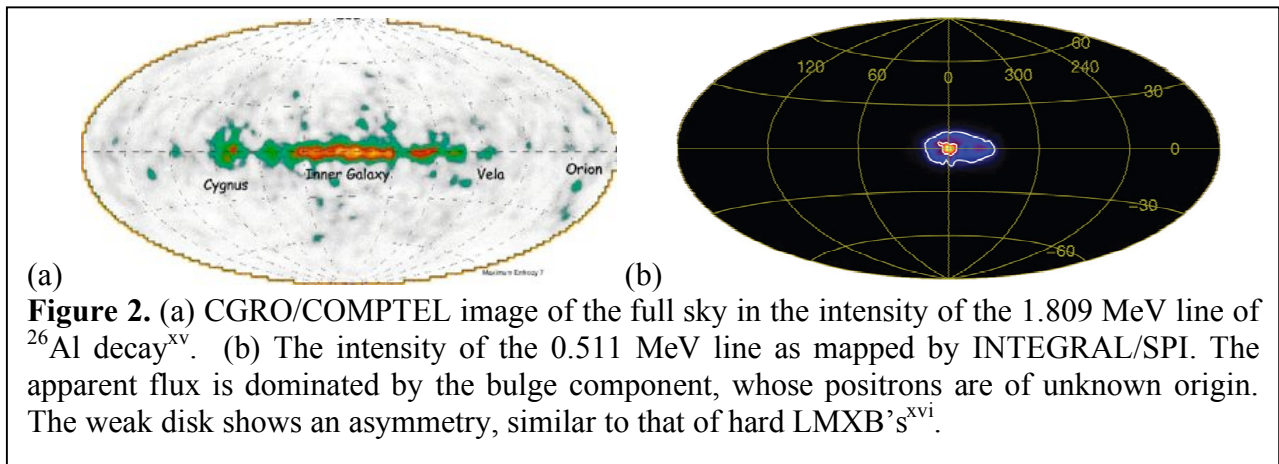 Cygnus
Inner Galaxy
Vela
Orion
Maximum Entropy 7
120 60 0 300 240 60
30
0
-30
-60
(a) (b)
Figure 2. (a) CGRO/COMPTEL image of the full sky in the intensity of the 1.809 MeV line of
²⁶Al decayˣᵛ. (b) The intensity of the 0.511 MeV line as mapped by INTEGRAL/SPI. The
apparent flux is dominated by the bulge component, whose positrons are of unknown origin.
The weak disk shows an asymmetry, similar to that of hard LMXB'sˣᵛⁱ.